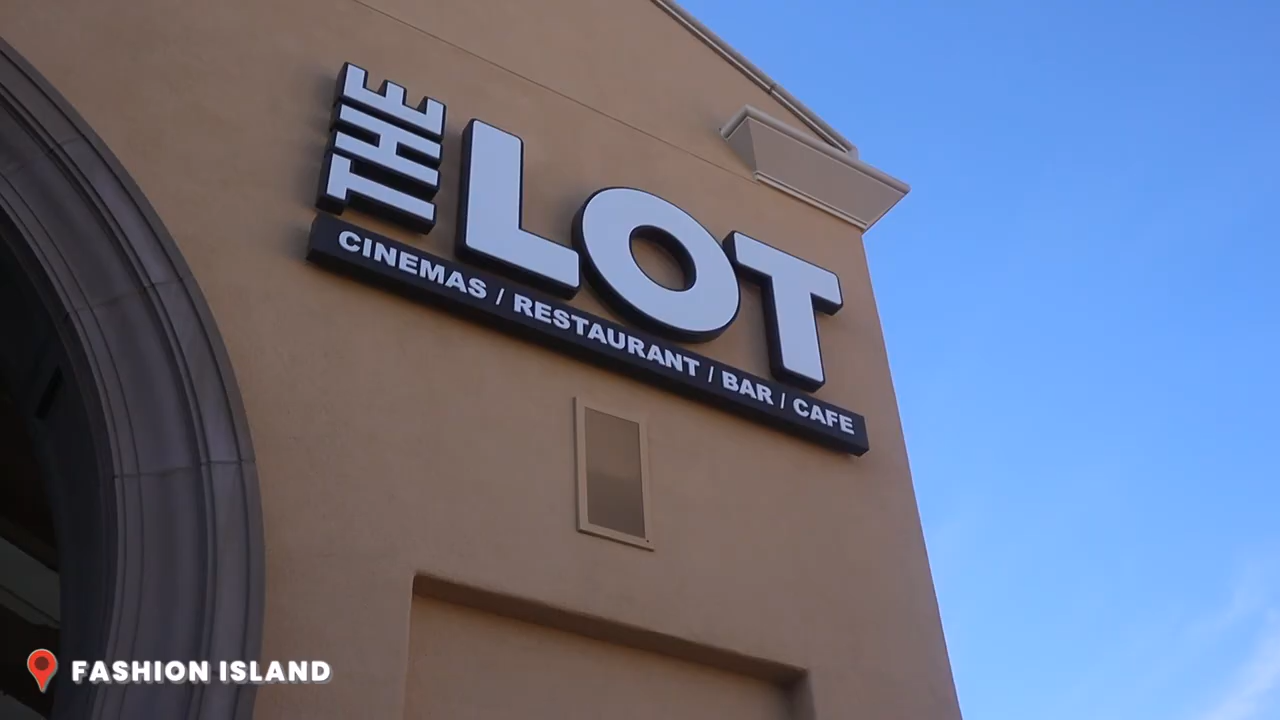 THE LOT
CINEMAS / RESTAURANT / BAR / CAFE
FASHION ISLAND